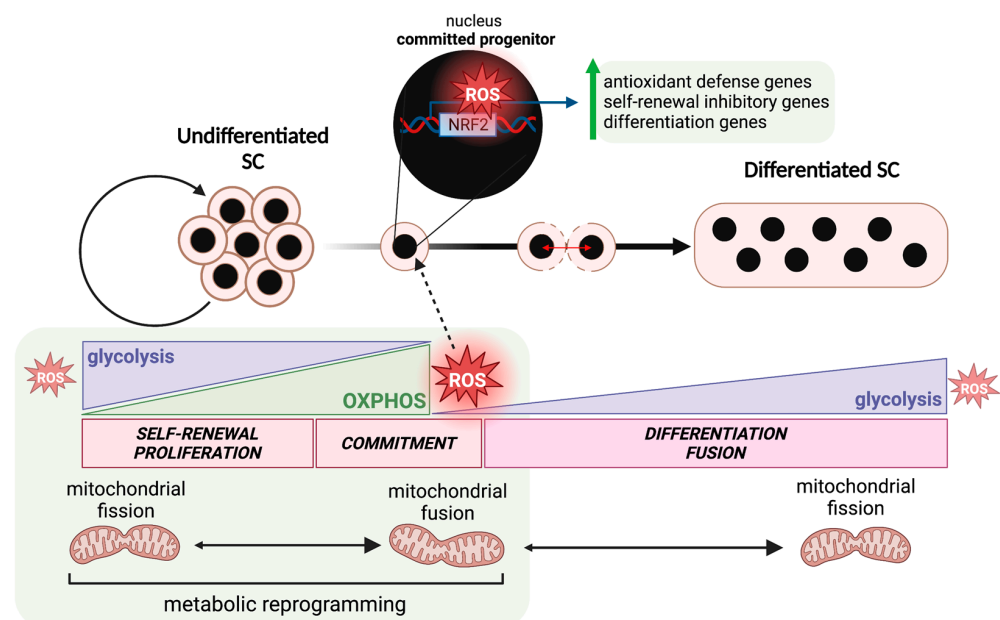 nucleus
committed progenitor
ROS
NRF2
antioxidant defense genes
self-renewal inhibitory genes
differentiation genes
Undifferentiated
SC
Differentiated SC
ROS
glycolysis
OXPHOS
ROS
glycolysis
ROS
SELF-RENEWAL
PROLIFERATION
COMMITMENT
DIFFERENTIATION
FUSION
mitochondrial
fission
mitochondrial
fusion
mitochondrial
fission
metabolic reprogramming